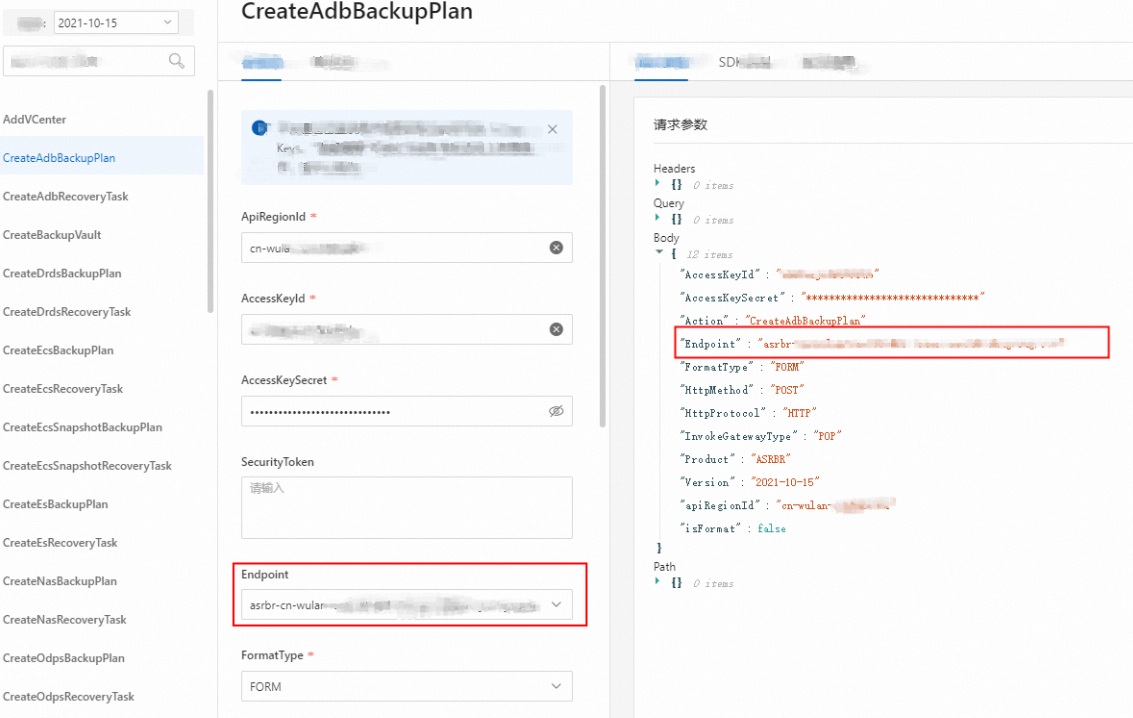 2021-10-15
AddVCenter
CreateAdbBackupPlan
CreateAdbRecoveryTask
CreateBackupVault
CreateDrdsBackupPlan
CreateDrdsRecoveryTask
CreateEcsBackupPlan
CreateEcsRecoveryTask
CreateEcsSnapshotBackupPlan
CreateEcsSnapshotRecoveryTask
CreateEsBackupPlan
CreateEsRecoveryTask
CreateNasBackupPlan
CreateNasRecoveryTask
CreateOdpsBackupPlan
CreateOdpsRecoveryTask
CreateAdbBackupPlan
ApiRegionId *
cn-wula
AccessKeyId *
AccessKeySecret *
••••••••••••••••••••••••••••••
SecurityToken
请输入
Endpoint
asrbr-cn-wulan
FormatType *
FORM
SDK
请求参数
Headers
{} 0 items
Query
{} 0 items
Body
{ 12 items
"AccessKeyId" : "
"AccessKeySecret" : "******************************"
"Action" : "CreateAdbBackupPlan"
"Endpoint" : "asrbr-
"FormatType" : "FORM"
"HttpMethod" : "POST"
"HttpProtocol" : "HTTP"
"InvokeGatewayType" : "POP"
"Product" : "ASRBR"
"Version" : "2021-10-15"
"apiRegionId" : "cn-wulan-
"isFormat" : false
}
Path
{} 0 items